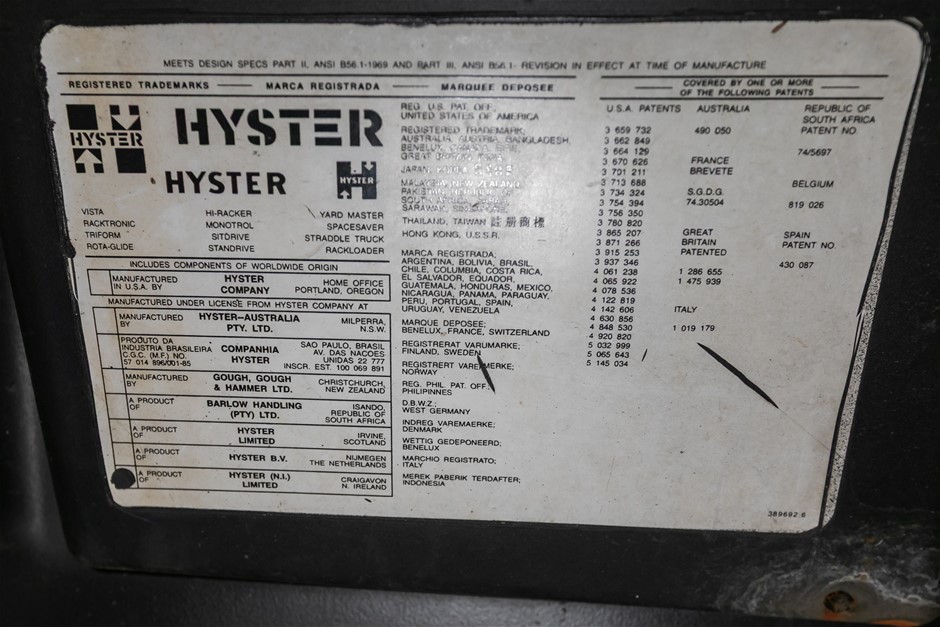 MEETS DESIGN SPECS PART II, ANSI B56.1-1969 AND PART III, ANSI B56.1- REVISION IN EFFECT AT TIME OF MANUFACTURE
REGISTERED TRADEMARKS — MARCA REGISTRADA — MARQUEE DEPOSEE
HYSTER
HYSTER
HYSTER
HYSTER
VISTA HI-RACKER YARD MASTER
RACKTRONIC MONOTROL SPACESAVER
TRIFORM SITDRIVE STRADDLE TRUCK
ROTA-GLIDE STANDRIVE RACKLOADER
INCLUDES COMPONENTS OF WORLDWIDE ORIGIN
MANUFACTURED HYSTER HOME OFFICE
IN U.S.A. BY COMPANY PORTLAND, OREGON
MANUFACTURED UNDER LICENSE FROM HYSTER COMPANY AT
MANUFACTURED HYSTER–AUSTRALIA MILPERRA,
BY PTY. LTD. N.S.W.
PRODUTO DA SAO PAULO, BRASIL
INDUSTRIA BRASILEIRA COMPANHIA AV. DAS NACOES
C.G.C. (M.F.) NO. HYSTER UNIDAS 22 777
57 014 896/001-85 INSCR. EST. 100 069 891
MANUFACTURED GOUGH, GOUGH CHRISTCHURCH,
BY & HAMMER LTD. NEW ZEALAND
A PRODUCT BARLOW HANDLING ISANDO,
OF (PTY) LTD. REPUBLIC OF
SOUTH AFRICA
A PRODUCT HYSTER IRVINE,
OF LIMITED SCOTLAND
A PRODUCT HYSTER B.V. NIJMEGEN
OF THE NETHERLANDS
A PRODUCT HYSTER (N.I.) CRAIGAVON
OF LIMITED N. IRELAND
REG. U.S. PAT. OFF.
UNITED STATES OF AMERICA
REGISTERED TRADEMARK;
AUSTRALIA, AUSTRIA, BANGLADESH,
BENELUX,
GREAT
JAPAN,
MALAYSIA, NEW ZEALAND,
SARAWAK,
THAILAND, TAIWAN 註册商標
HONG KONG, U.S.S.R.
MARCA REGISTRADA;
ARGENTINA, BOLIVIA, BRASIL,
CHILE, COLUMBIA, COSTA RICA,
EL SALVADOR, EQUADOR,
GUATEMALA, HONDURAS, MEXICO,
NICARAGUA, PANAMA, PARAGUAY,
PERU, PORTUGAL, SPAIN,
URUGUAY, VENEZUELA
MARQUE DEPOSEE;
BENELUX, FRANCE, SWITZERLAND
REGISTRERAT VARUMARKE;
FINLAND, SWEDEN
REGISTRERT VAREMERKE;
NORWAY
REG. PHIL. PAT. OFF.
PHILIPINNES
D.B.W.Z.;
WEST GERMANY
INDREG VAREMAERKE;
DENMARK
WETTIG GEDEPONEERD;
BENELUX
MARCHIO REGISTRATO;
ITALY
MEREK PABERIK TERDAFTER;
INDONESIA
COVERED BY ONE OR MORE
OF THE FOLLOWING PATENTS
U.S.A. PATENTS
3 659 732
3 662 849
3 664 129
3 670 626
3 701 211
3 713 688
3 734 324
3 754 394
3 756 350
3 780 820
3 865 207
3 871 266
3 915 253
3 937 346
4 061 238
4 065 922
4 078 536
4 122 819
4 142 606
4 630 856
4 848 530
4 920 820
5 032 999
5 065 643
5 145 034
AUSTRALIA
490 050
FRANCE
BREVETE
S.G.D.G.
74.30504
GREAT
BRITAIN
PATENTED
1 286 655
1 475 939
ITALY
1 019 179
REPUBLIC OF
SOUTH AFRICA
PATENT NO.
74/5697
BELGIUM
819 026
SPAIN
PATENT NO.
430 087
389692 6